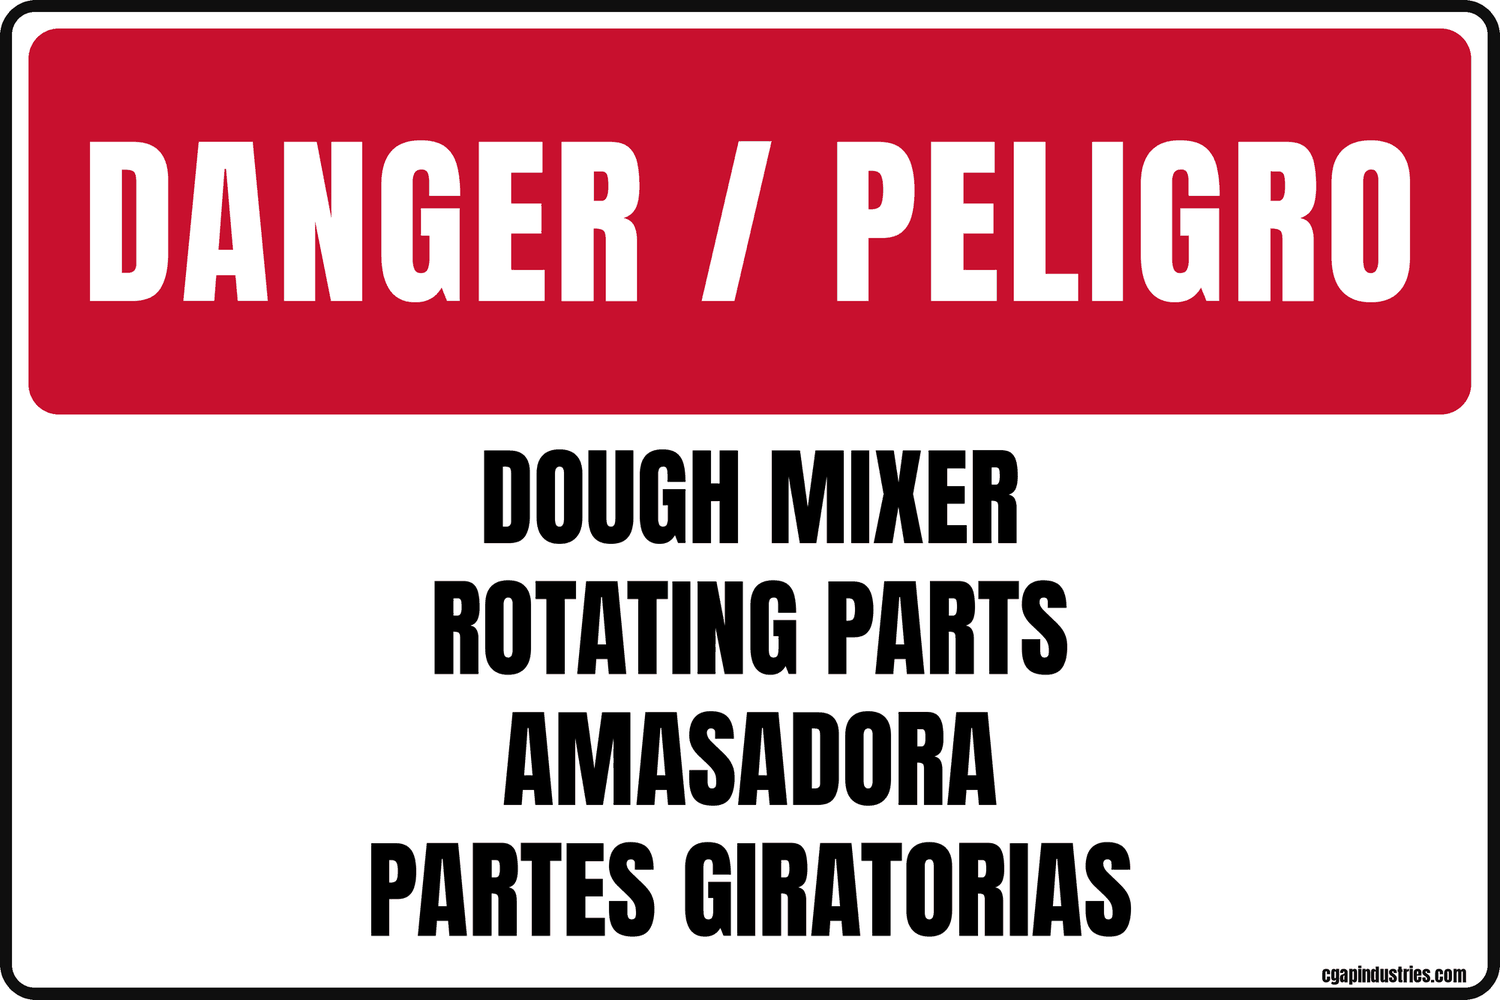 DANGER / PELIGRO
DOUGH MIXER
ROTATING PARTS
AMASADORA
PARTES GIRATORIAS
cgapindustries.com